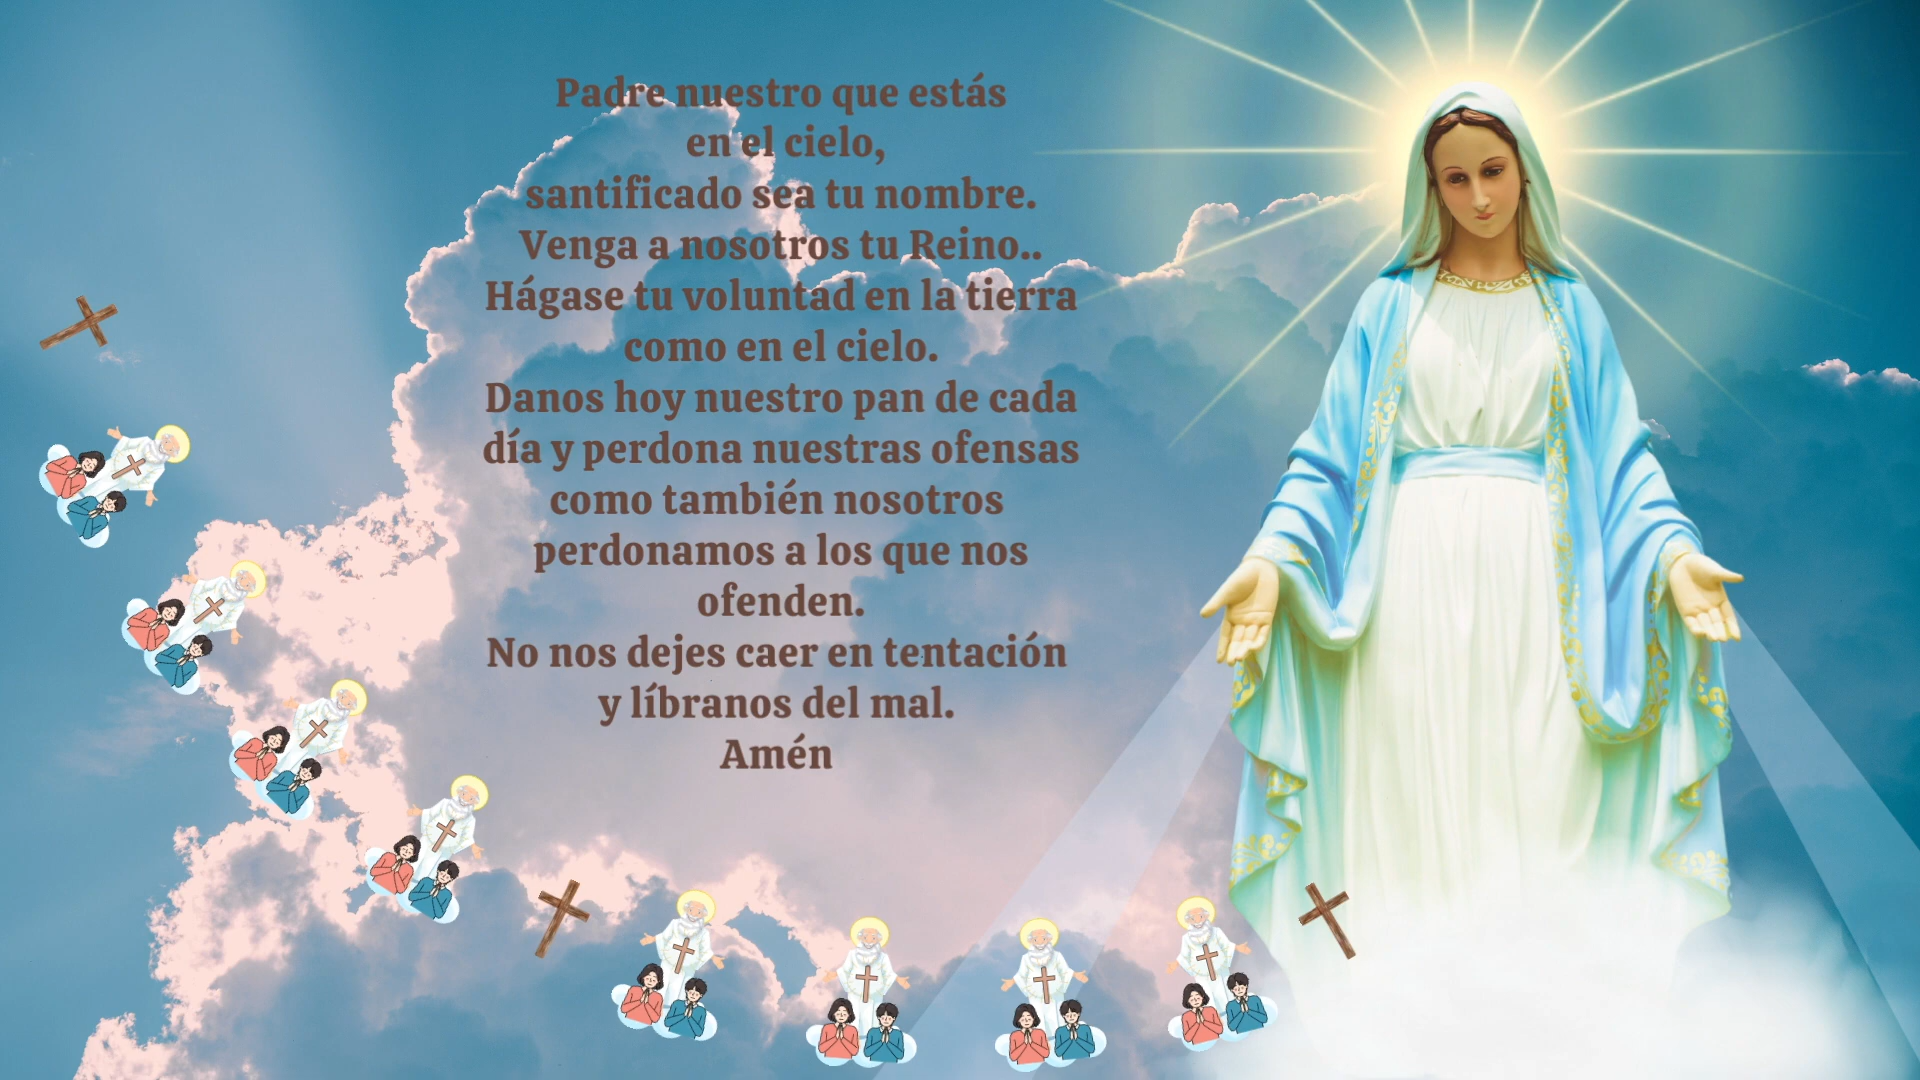 Padre nuestro que estás
en el cielo,
santificado sea tu nombre.
Venga a nosotros tu Reino..
Hágase tu voluntad en la tierra
como en el cielo.
Danos hoy nuestro pan de cada
día y perdona nuestras ofensas
como también nosotros
perdonamos a los que nos
ofenden.
No nos dejes caer en tentación
y líbranos del mal.
Amén